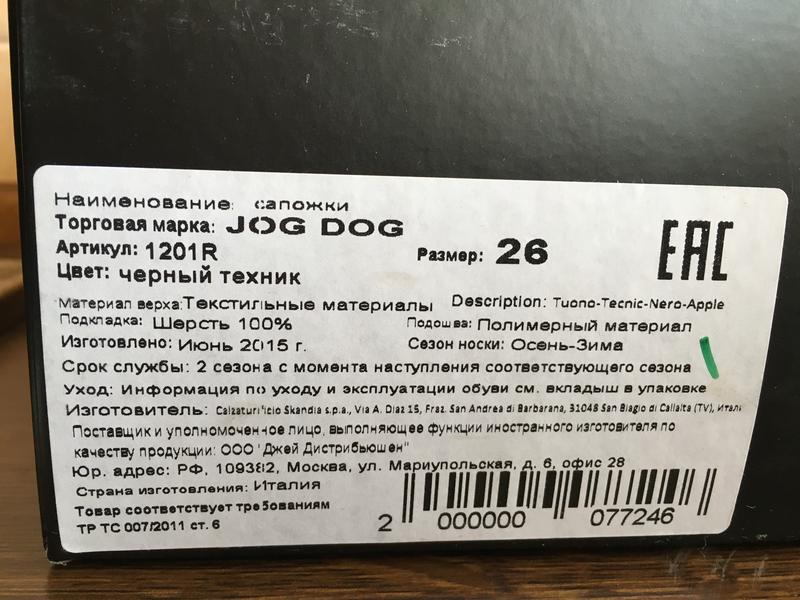 Наименование: сапожки
Торговая марка: JOG DOG
Артикул: 1201R Размер: 26 EAC
Цвет: черный техник
Материал верха: Текстильные материалы Description: Tuono-Tecnic-Nero-Apple
Подкладка: Шерсть 100% Подошва: Полимерный материал
Изготовлено: Июнь 2015 г. Сезон носки: Осень-Зима
Срок службы: 2 сезона с момента наступления соответствующего сезона
Уход: Информация по уходу и эксплуатации обуви см. вкладыш в упаковке
Изготовитель: Calzaturificio Skandia s.p.a., Via A. Diaz 15, Fraz. San Andrea di Barbarana, 31048 San Biagio di Callalta (TV),
Поставщик и уполномоченное лицо, выполняющее функции иностранного изготовителя по
качеству продукции: ООО "Джей Дистрибьюшен"
Юр. адрес: РФ, 109382, Москва, ул. Мариупольская, д. 6, офис 28
Страна изготовления: Италия
Товар соответствует требованиям
ТР ТС 007/2011 ст. 6
2 000000 077246